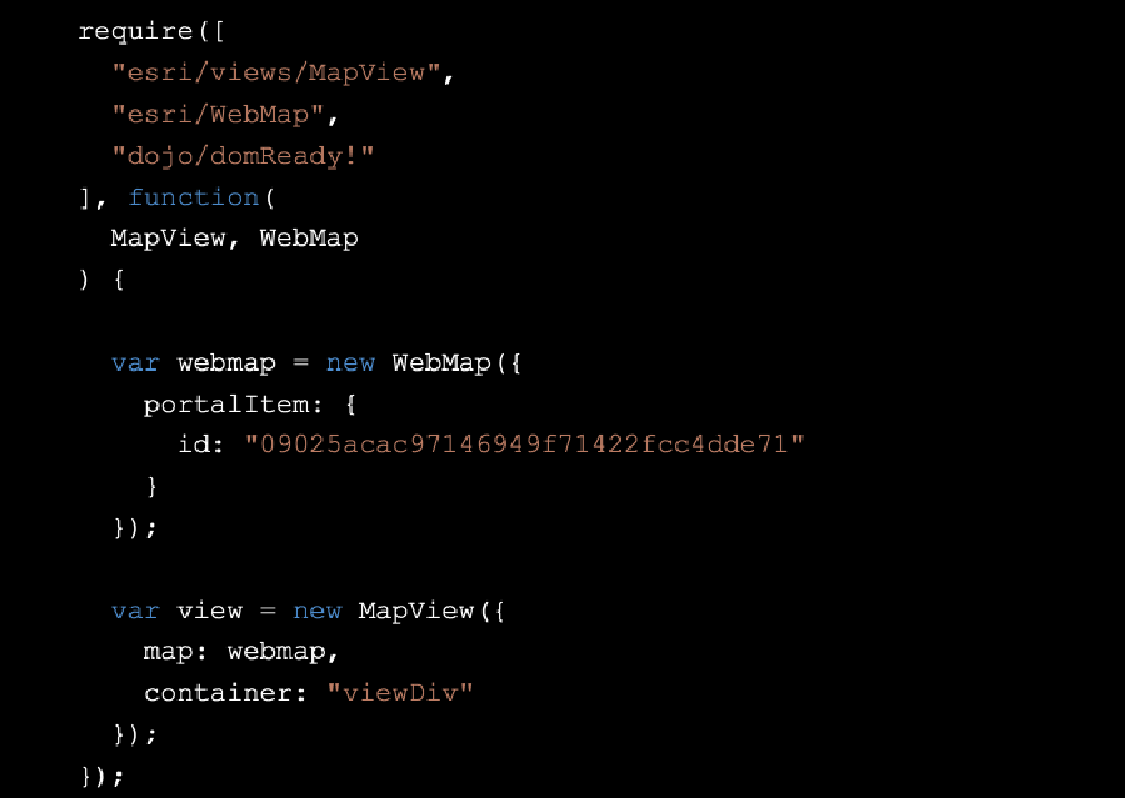 require([
  "esri/views/MapView",
  "esri/WebMap",
  "dojo/domReady!"
], function(
  MapView, WebMap
) {
  var webmap = new WebMap({
    portalItem: {
      id: "09025acac97146949f71422fcc4dde71"
    }
  });
  var view = new MapView({
    map: webmap,
    container: "viewDiv"
  });
});